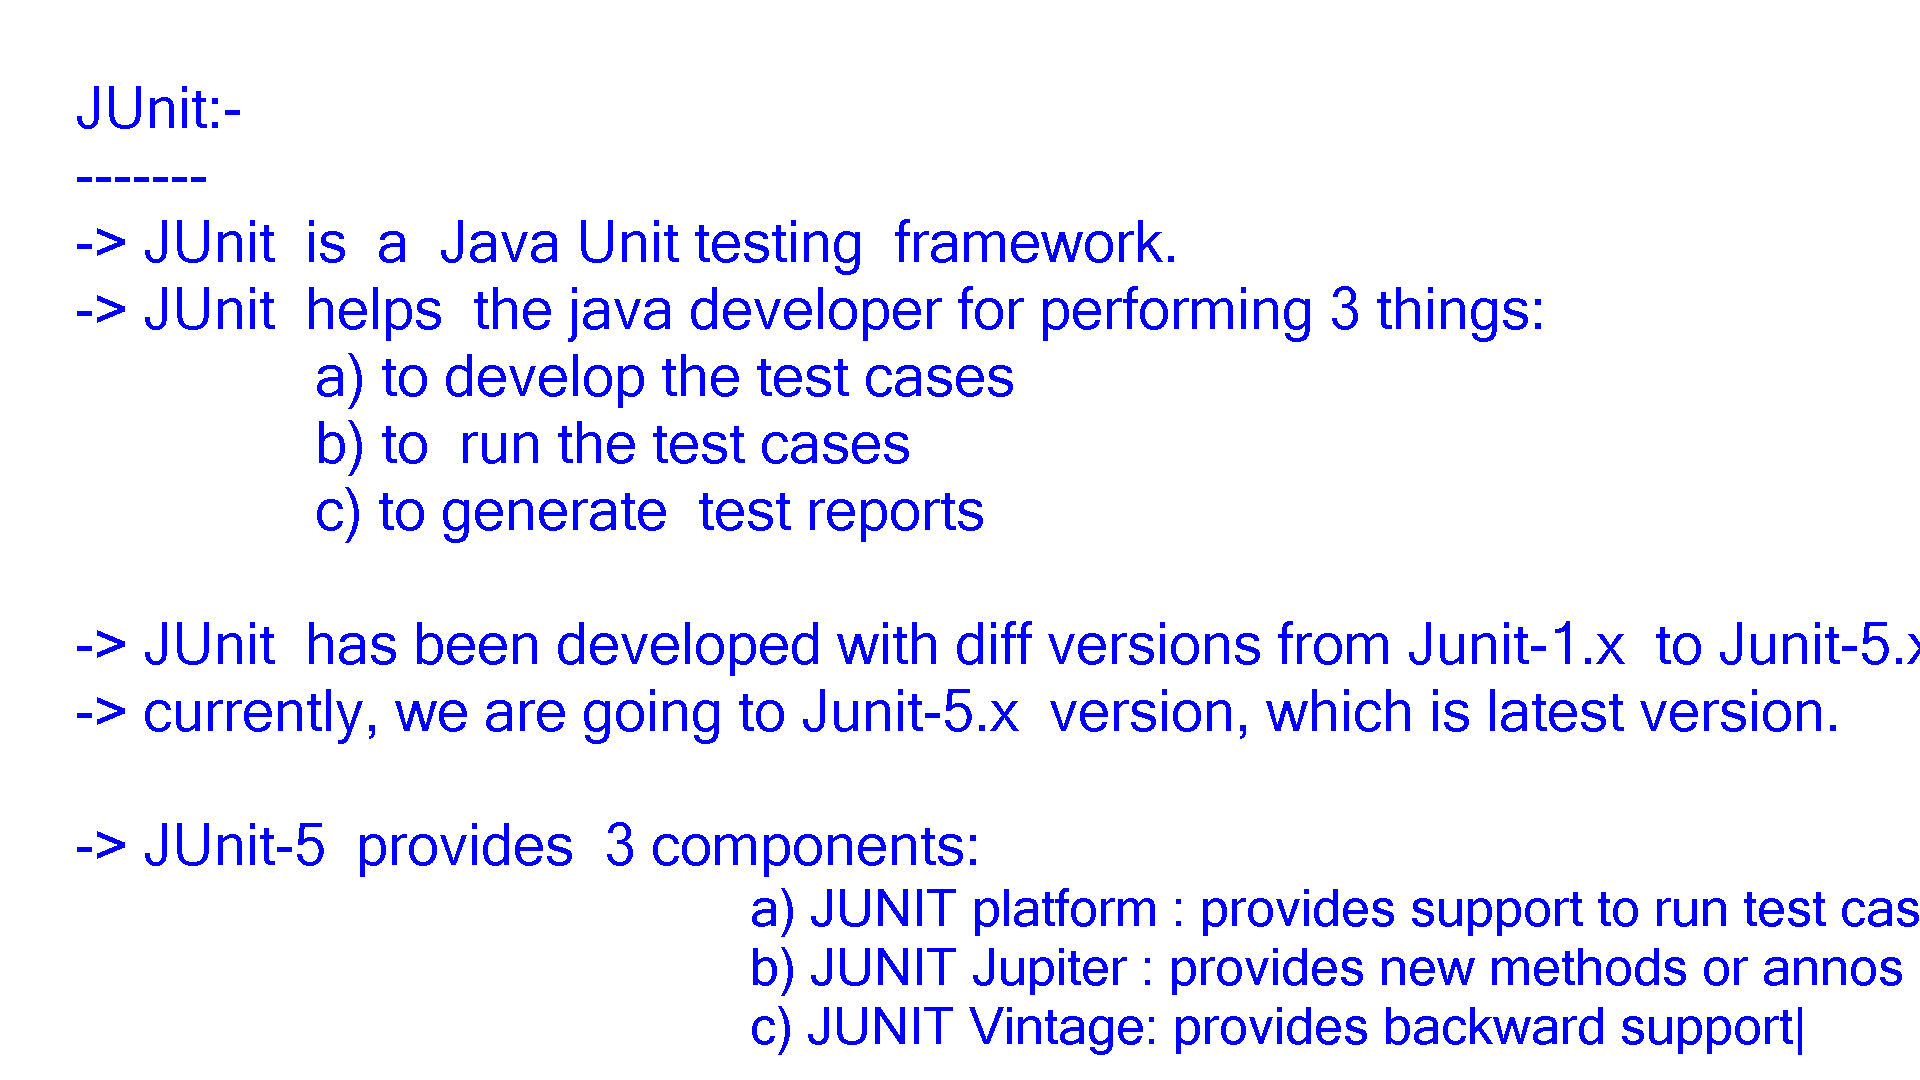 JUnit:-
-------
-> JUnit is a Java Unit testing framework.
-> JUnit helps the java developer for performing 3 things:
a) to develop the test cases
b) to run the test cases
c) to generate test reports
-> JUnit has been developed with diff versions from Junit-1.x to Junit-5.x
-> currently, we are going to Junit-5.x version, which is latest version.
-> JUnit-5 provides 3 components:
a) JUNIT platform : provides support to run test cas
b) JUNIT Jupiter : provides new methods or annos
c) JUNIT Vintage: provides backward support